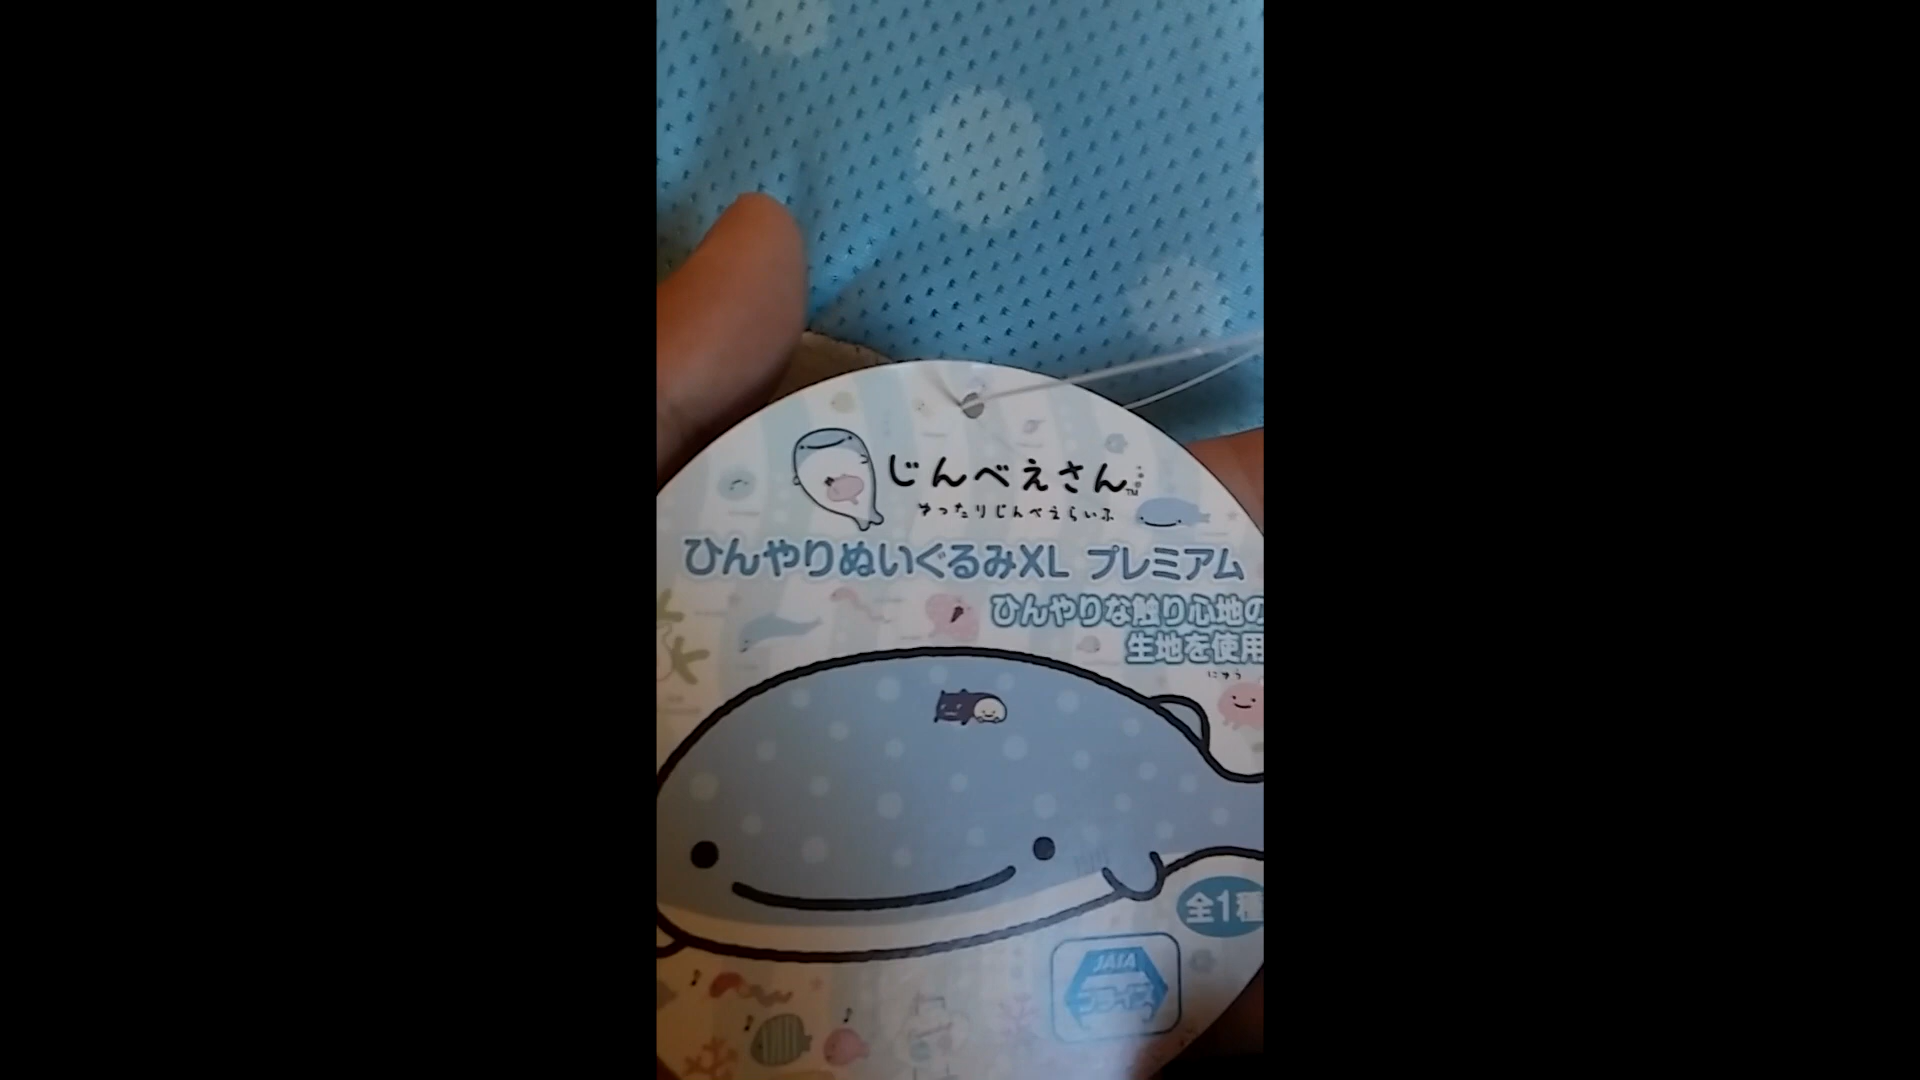 じんべえさん™
ゆったりじんべえらいふ
ひんやりぬいぐるみXL プレミアム
ひんやりな触り心地の
生地を使用
にゅう
全1種
JAIA
プライズ